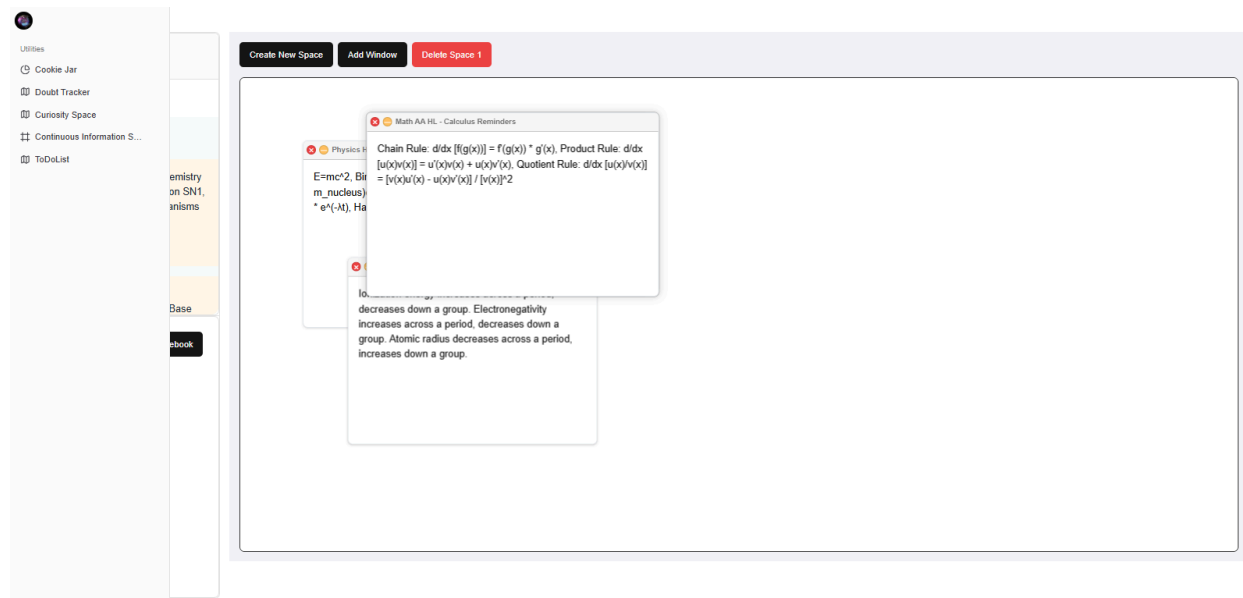 Utilities
Cookie Jar
Doubt Tracker
Curiosity Space
Continuous Information S...
ToDoList
emistry
on SN1,
anisms
Base
ebook
Create New Space
Add Window
Delete Space 1
Math AA HL - Calculus Reminders
Chain Rule: d/dx [f(g(x))] = f'(g(x)) * g'(x), Product Rule: d/dx
[u(x)v(x)] = u'(x)v(x) + u(x)v'(x), Quotient Rule: d/dx [u(x)/v(x)]
= [v(x)u'(x) - u(x)v'(x)] / [v(x)]^2
Physics H
E=mc^2, Bin
m_nucleus)
* e^(-λt), Ha
decreases down a group. Electronegativity
increases across a period, decreases down a
group. Atomic radius decreases across a period,
increases down a group.